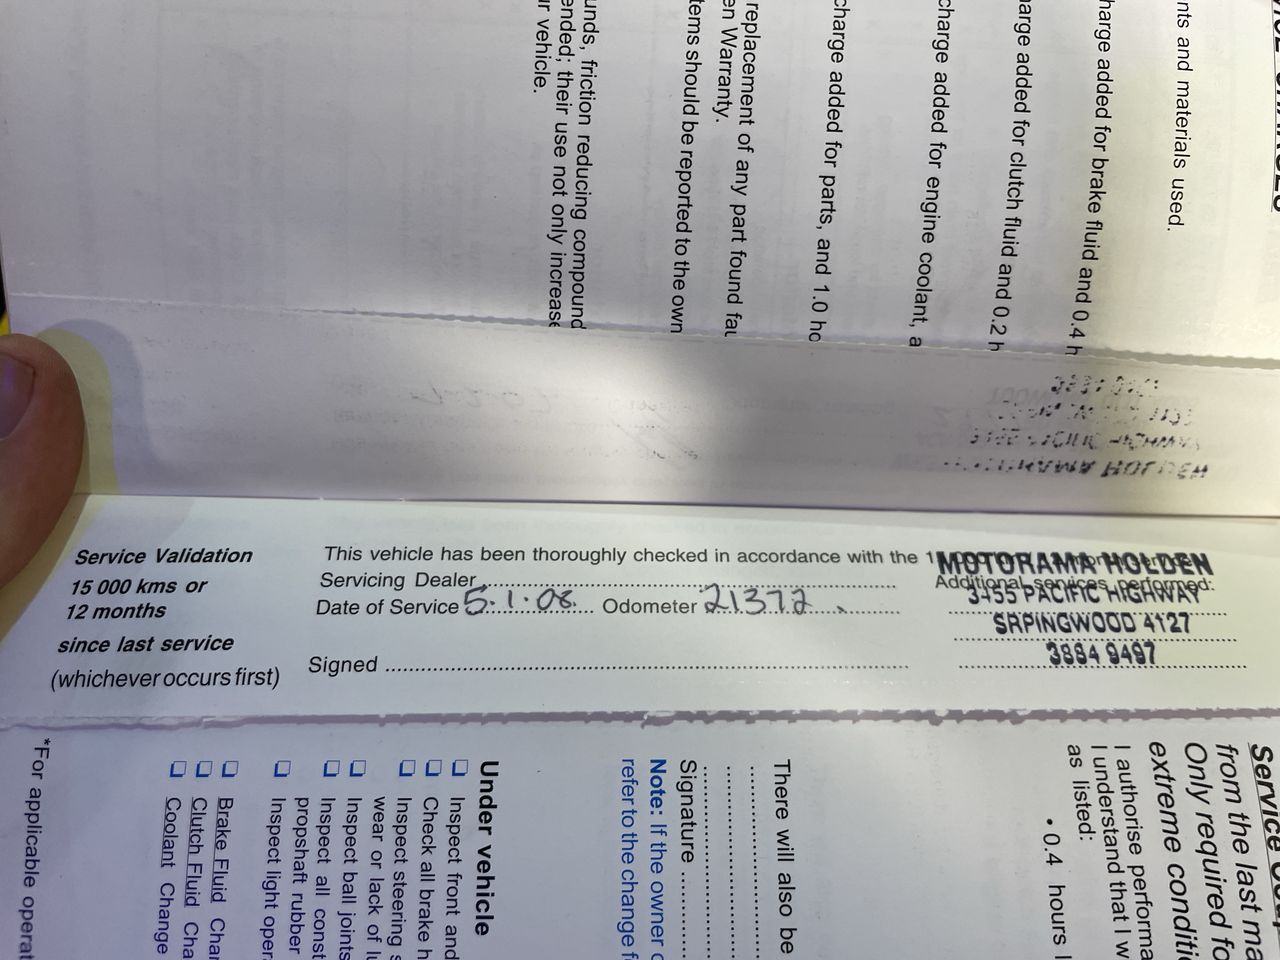 nts and materials used.
harge added for brake fluid and 0.4 h
arge added for clutch fluid and 0.2 h
charge added for engine coolant, a
charge added for parts, and 1.0 ho
replacement of any part found fau
en Warranty.
tems should be reported to the own
unds, friction reducing compound
ended; their use not only increase
r vehicle.
Service Validation
15 000 kms or
12 months
since last service
(whichever occurs first)
This vehicle has been thoroughly checked in accordance with the 1
Servicing Dealer
Date of Service 5.1.08 Odometer 21372
Signed
Additional services performed:
MOTORAMA HOLDEN
3455 PACIFIC HIGHWAY
SRPINGWOOD 4127
3884 9497
Service
from the last ma
Only required fo
extreme conditi
I authorise performa
I understand that I w
as listed:
• 0.4 hours l
There will also be
Signature
Note: If the owner
refer to the change f
Under vehicle
Inspect front and
Check all brake h
Inspect steering
wear or lack of lu
Inspect ball joints
Inspect all const
propshaft rubber
Inspect light oper
Brake Fluid Char
Clutch Fluid Cha
Coolant Change
*For applicable operat